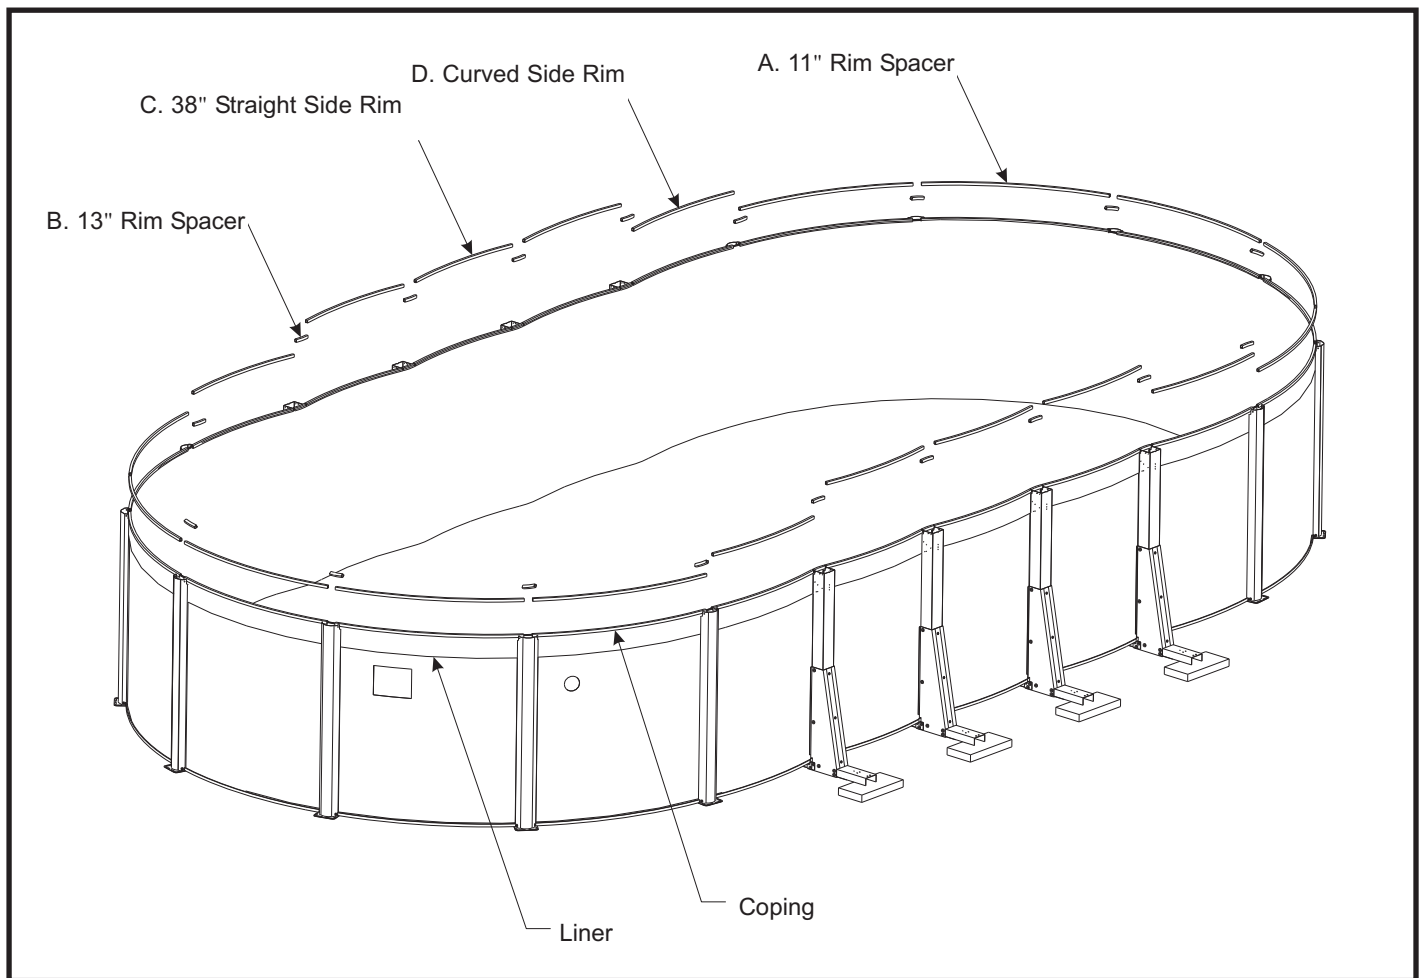 A. 11" Rim Spacer
D. Curved Side Rim
C. 38" Straight Side Rim
B. 13" Rim Spacer
Coping
Liner